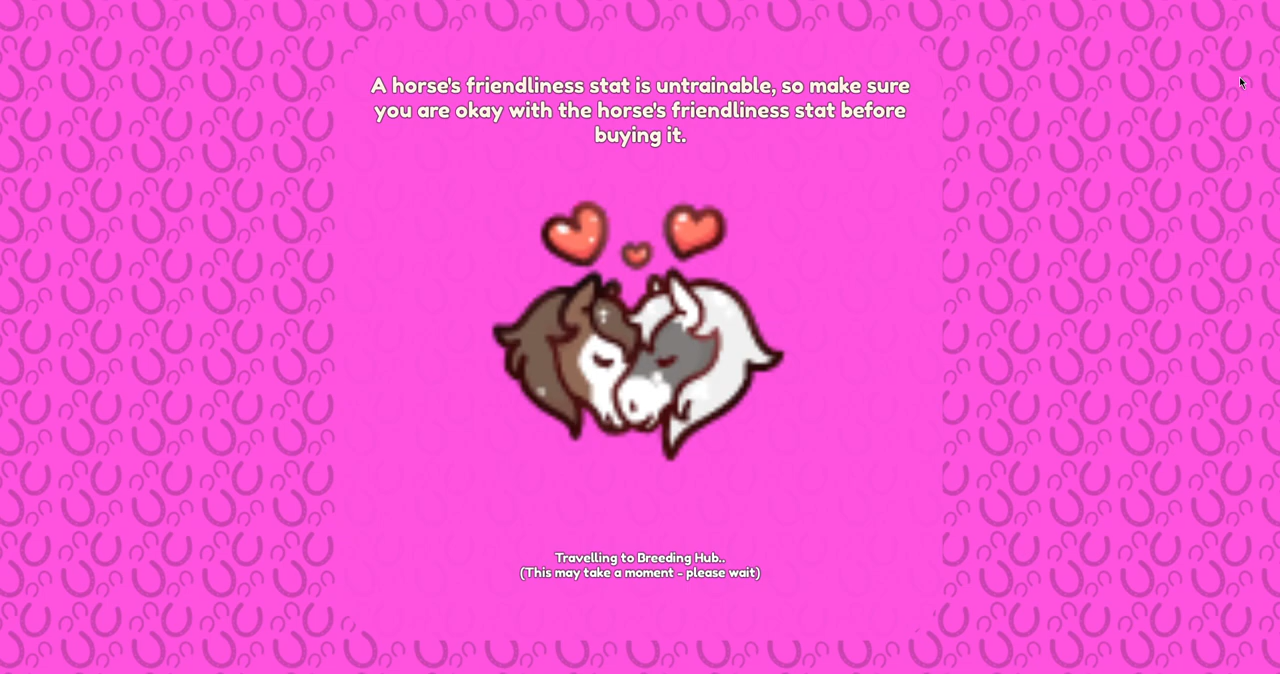 A horse's friendliness stat is untrainable, so make sure
you are okay with the horse's friendliness stat before
buying it.
Travelling to Breeding Hub..
(This may take a moment - please wait)